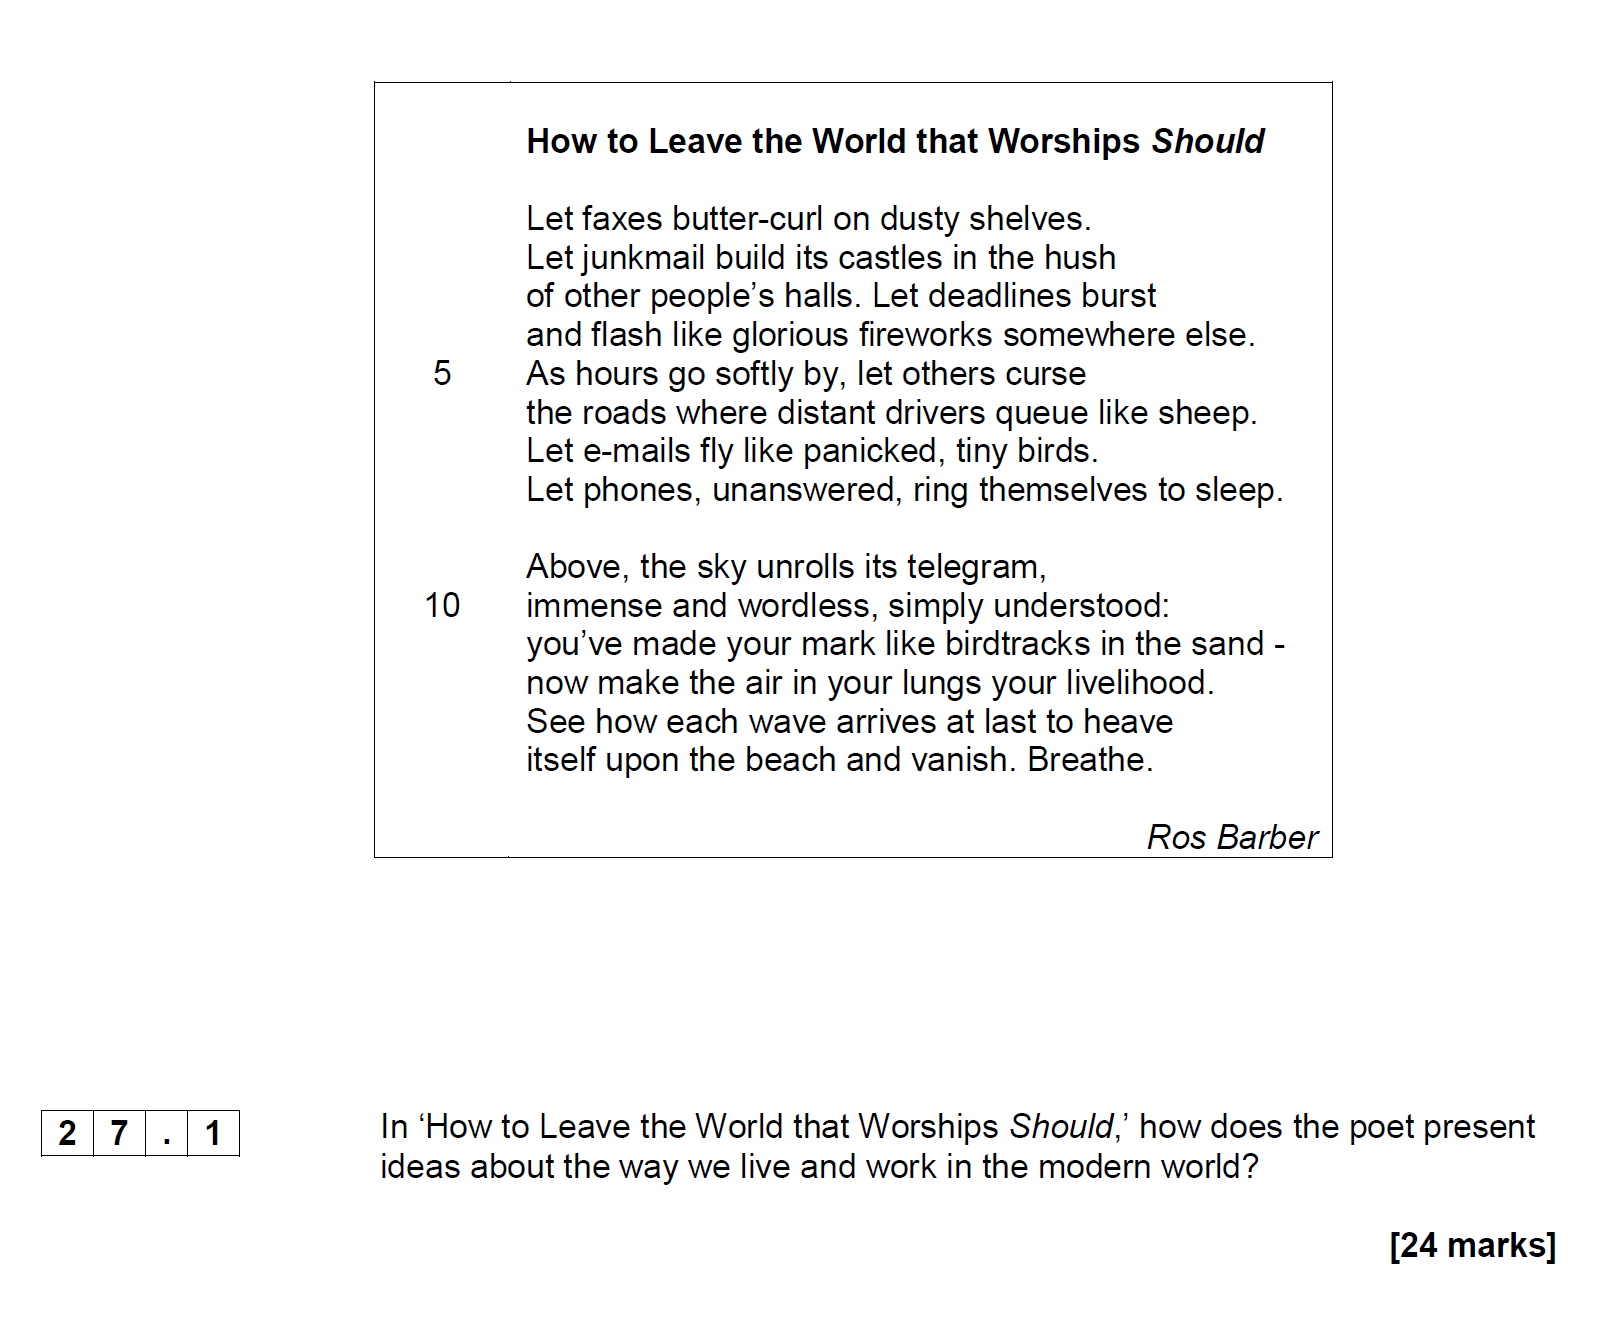 How to Leave the World that Worships Should
Let faxes butter-curl on dusty shelves.
Let junkmail build its castles in the hush
of other people’s halls. Let deadlines burst
and flash like glorious fireworks somewhere else.
5 As hours go softly by, let others curse
the roads where distant drivers queue like sheep.
Let e-mails fly like panicked, tiny birds.
Let phones, unanswered, ring themselves to sleep.
Above, the sky unrolls its telegram,
10 immense and wordless, simply understood:
you’ve made your mark like birdtracks in the sand -
now make the air in your lungs your livelihood.
See how each wave arrives at last to heave
itself upon the beach and vanish. Breathe.
Ros Barber
2 7 . 1 In ‘How to Leave the World that Worships Should,’ how does the poet present
ideas about the way we live and work in the modern world?
[24 marks]